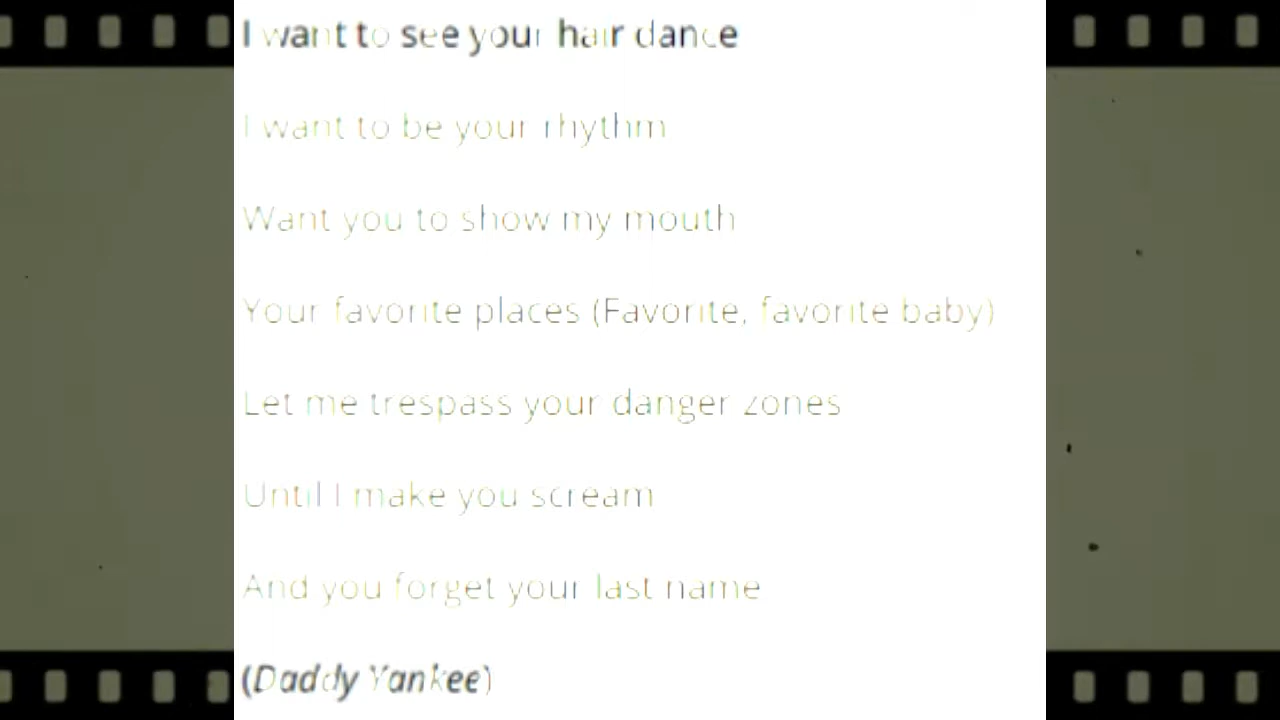 I want to see your hair dance
I want to be your rhythm
Want you to show my mouth
Your favorite places (Favorite, favorite baby)
Let me trespass your danger zones
Until I make you scream
And you forget your last name
(Daddy Yankee)